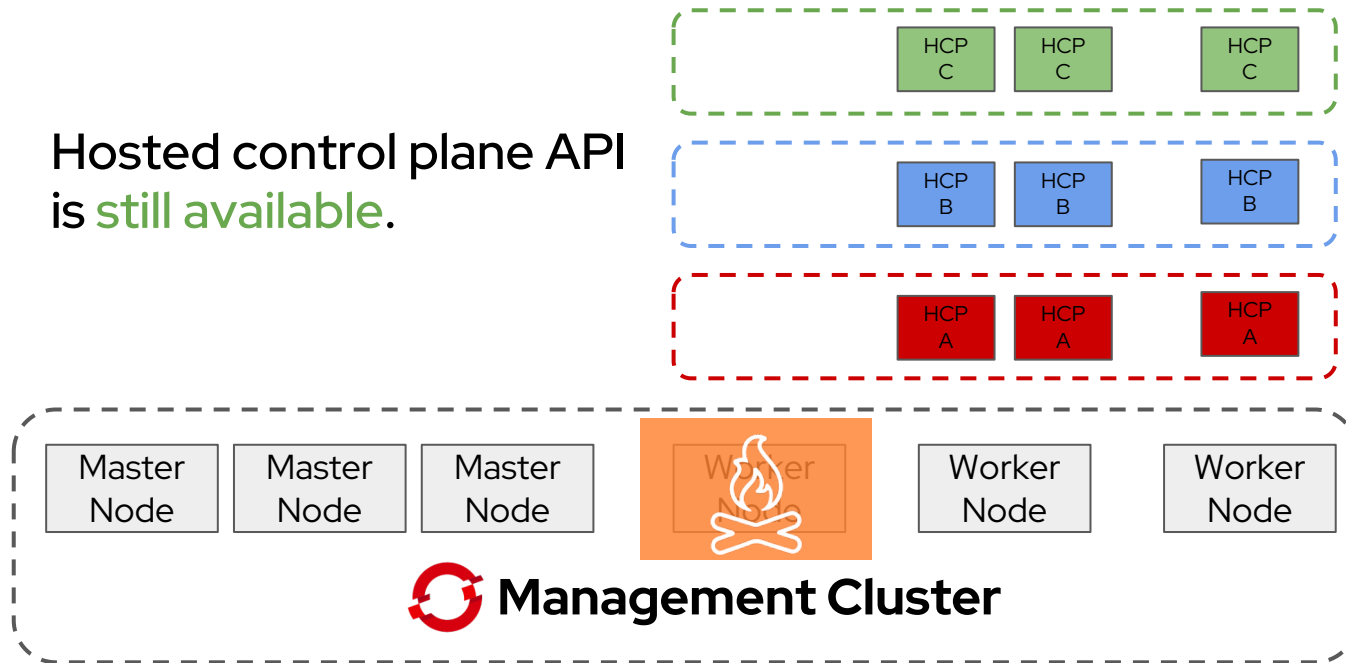 HCP
C
HCP
C
HCP
C
Hosted control plane API
is still available.
HCP
B
HCP
B
HCP
B
HCP
A
HCP
A
HCP
A
Master
Node
Master
Node
Master
Node
Worker
Node
Worker
Node
Worker
Node
Management Cluster